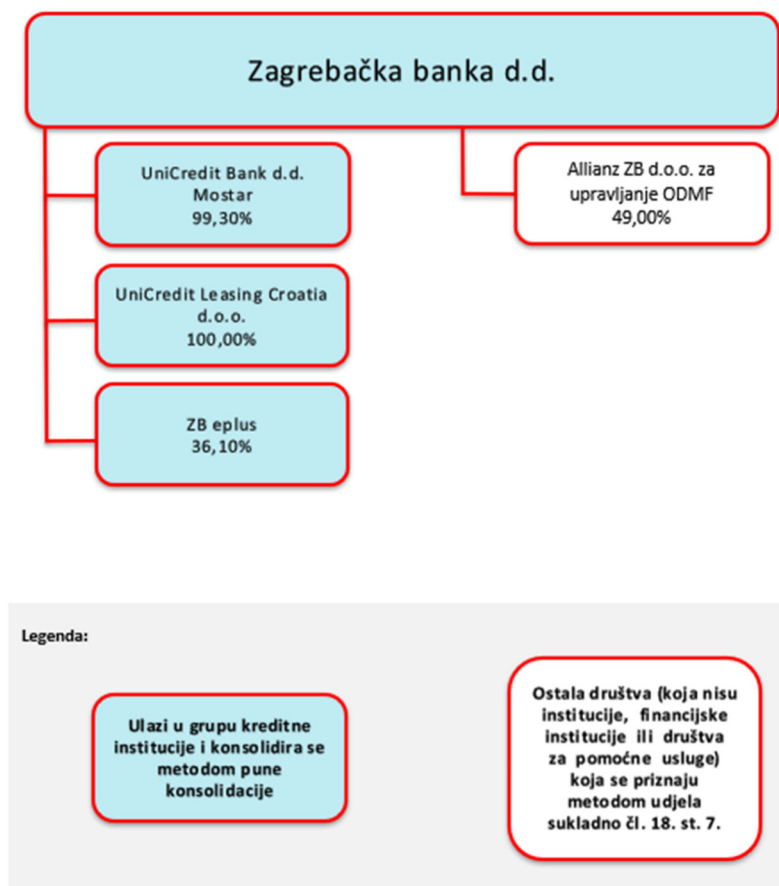 Zagrebačka banka d.d.
UniCredit Bank d.d.
Mostar
99,30%
UniCredit Leasing Croatia
d.o.o.
100,00%
ZB eplus
36,10%
Allianz ZB d.o.o. za
upravljanje ODMF
49,00%
Legenda:
Ulazi u grupu kreditne
institucije i konsolidira se
metodom pune
konsolidacije
Ostala društva (koja nisu
institucije, financijske
institucije ili društva
za pomoćne usluge)
koja se priznaju
metodom udjela
sukladno čl. 18. st. 7.